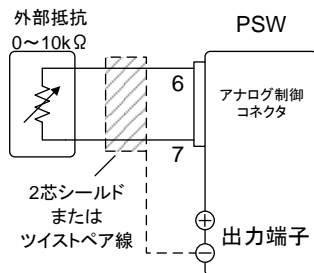 外部抵抗
0～10kΩ
PSW
6
アナログ制御
コネクタ
7
2芯シールド
または
ツイストペア線
出力端子